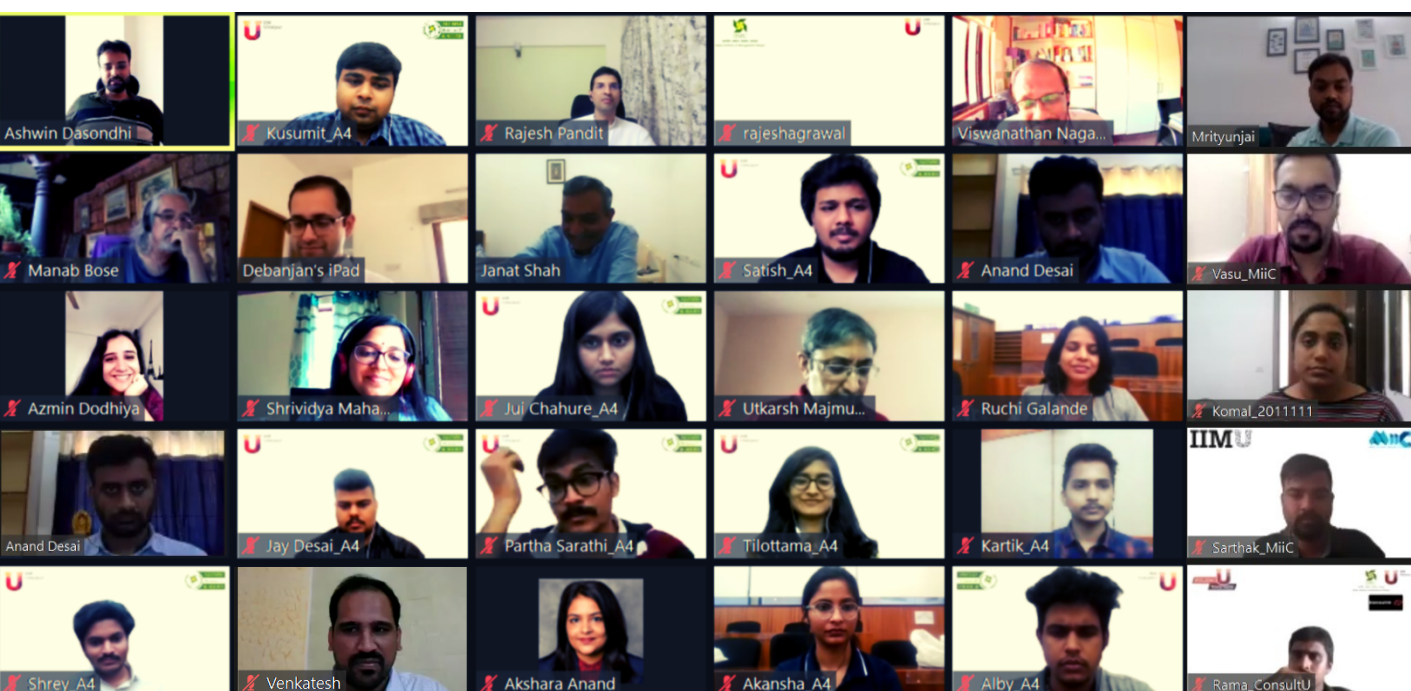 Ashwin Dasondhi
Kusumit_A4
Rajesh Pandit
rajeshagrawal
Viswanathan Naga...
Mrityunjai
Manab Bose
Debanjan's iPad
Janat Shah
Satish_A4
Anand Desai
Vasu_MiiC
Azmin Dodhiya
Shrividya Maha...
Jui Chahure_A4
Utkarsh Majmu...
Ruchi Galande
Komal_2011111
Anand Desai
Jay Desai_A4
Partha Sarathi_A4
Tilottama_A4
Kartik_A4
IIMU
MiiC
Sarthak_MiiC
Shrey_A4
Venkatesh
Akshara Anand
Akansha_A4
Alby_A4
Rama_ConsultU